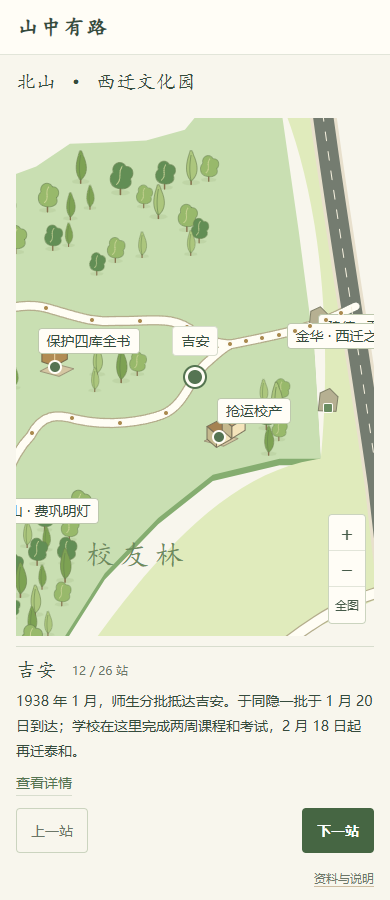 山中有路
北山 • 西迁文化园
保护四库全书
吉安
金华 · 西迁之
抢运校产
山 · 费巩明灯
校友林
+
−
全图
吉安 12 / 26 站
1938 年 1 月，师生分批抵达吉安。于同隐一批于 1 月 20
日到达；学校在这里完成两周课程和考试，2 月 18 日起
再迁泰和。
查看详情
上一站
下一站
资料与说明